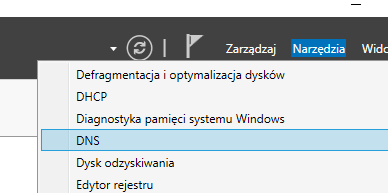 Zarządzaj Narzędzia
Defragmentacja i optymalizacja dysków
DHCP
Diagnostyka pamięci systemu Windows
DNS
Dysk odzyskiwania
Edytor rejestru